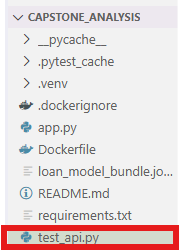 CAPSTONE_ANALYSIS
__pycache__
.pytest_cache
.venv
.dockerignore
app.py
Dockerfile
loan_model_bundle.jo...
README.md
requirements.txt
test_api.py